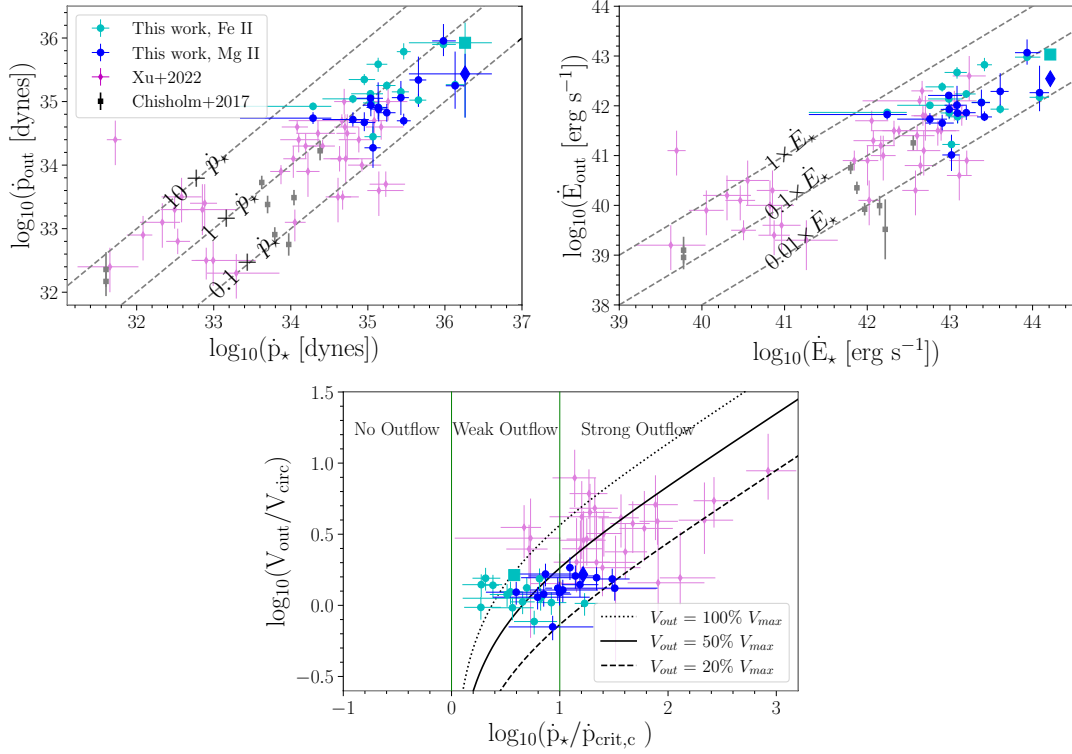 This work, Fe II
This work, Mg II
Xu+2022
Chisholm+2017
10 × ṗ⋆
1 × ṗ⋆
0.1 × ṗ⋆
36
35
34
33
32
log₁₀(ṗout [dynes])
32 33 34 35 36 37
log₁₀(ṗ⋆ [dynes])
1 × Ė⋆
0.1 × Ė⋆
0.01 × Ė⋆
44
43
42
41
40
39
38
log₁₀(Ėout [erg s⁻¹])
39 40 41 42 43 44
log₁₀(Ė⋆ [erg s⁻¹])
No Outflow Weak Outflow Strong Outflow
1.5
1.0
0.5
0.0
−0.5
log₁₀(Vout/Vcirc)
Vout = 100% Vmax
Vout = 50% Vmax
Vout = 20% Vmax
−1 0 1 2 3
log₁₀(ṗ⋆/ṗcrit,c)